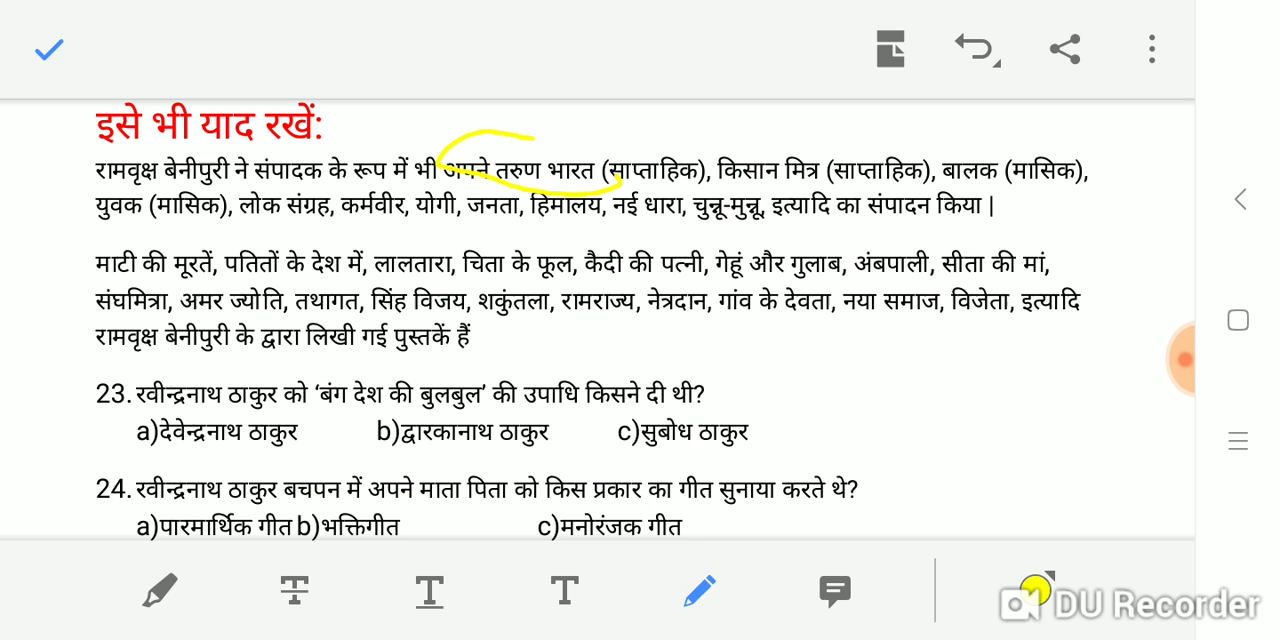 इसे भी याद रखें:
रामवृक्ष बेनीपुरी ने संपादक के रूप में भी अपने तरुण भारत (साप्ताहिक), किसान मित्र (साप्ताहिक), बालक (मासिक),
युवक (मासिक), लोक संग्रह, कर्मवीर, योगी, जनता, हिमालय, नई धारा, चुन्नू-मुन्नू, इत्यादि का संपादन किया |
माटी की मूरतें, पतितों के देश में, लालतारा, चिता के फूल, कैदी की पत्नी, गेहूं और गुलाब, अंबपाली, सीता की मां,
संघमित्रा, अमर ज्योति, तथागत, सिंह विजय, शकुंतला, रामराज्य, नेत्रदान, गांव के देवता, नया समाज, विजेता, इत्यादि
रामवृक्ष बेनीपुरी के द्वारा लिखी गई पुस्तकें हैं
23. रवीन्द्रनाथ ठाकुर को ‘बंग देश की बुलबुल’ की उपाधि किसने दी थी?
a)देवेन्द्रनाथ ठाकुर b)द्वारकानाथ ठाकुर c)सुबोध ठाकुर
24. रवीन्द्रनाथ ठाकुर बचपन में अपने माता पिता को किस प्रकार का गीत सुनाया करते थे?
a)पारमार्थिक गीत b)भक्तिगीत c)मनोरंजक गीत
T T T
DU Recorder